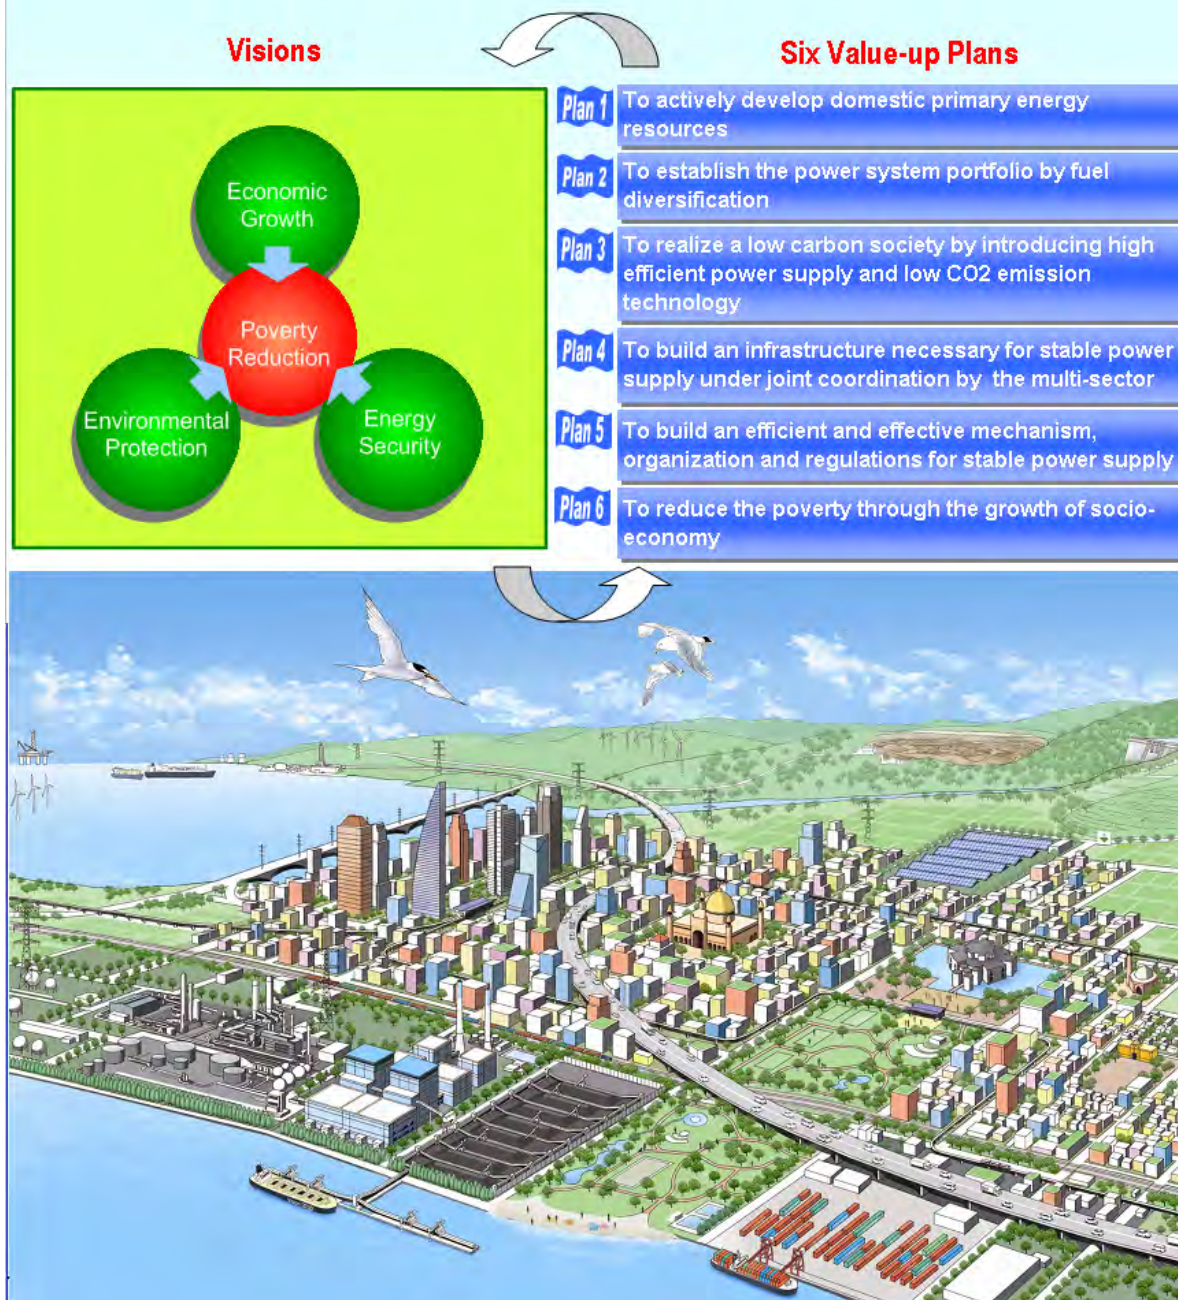 Visions
Economic
Growth
Poverty
Reduction
Environmental
Protection
Energy
Security
Six Value-up Plans
Plan 1
To actively develop domestic primary energy
resources
Plan 2
To establish the power system portfolio by fuel
diversification
Plan 3
To realize a low carbon society by introducing high
efficient power supply and low CO2 emission
technology
Plan 4
To build an infrastructure necessary for stable power
supply under joint coordination by the multi-sector
Plan 5
To build an efficient and effective mechanism,
organization and regulations for stable power supply
Plan 6
To reduce the poverty through the growth of socio-
economy